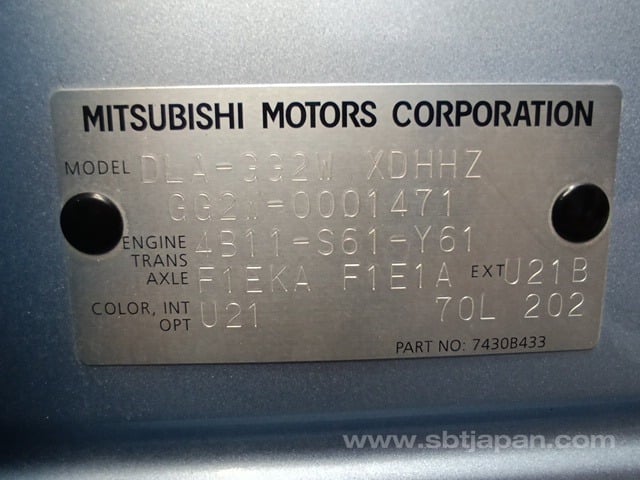 MITSUBISHI MOTORS CORPORATION
MODEL DLA-GG2W XDHHZ
GG2W-0001471
ENGINE 4B11-S61-Y61
TRANS
AXLE F1EKA F1E1A EXT U21B
COLOR, INT U21 70L 202
OPT
PART NO: 7430B433
www.sbtjapan.com